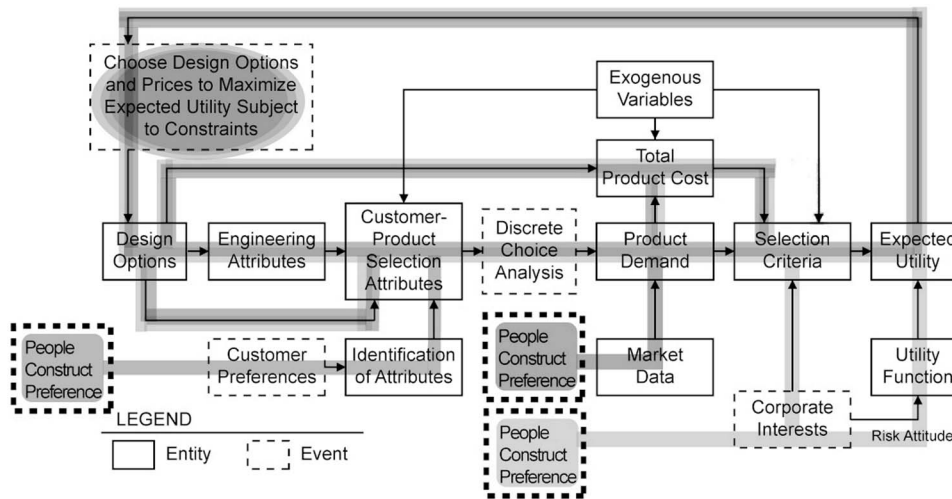 Choose Design Options
and Prices to Maximize
Expected Utility Subject
to Constraints
Exogenous
Variables
Total
Product Cost
Design
Options
Engineering
Attributes
Customer-
Product
Selection
Attributes
Discrete
Choice
Analysis
Product
Demand
Selection
Criteria
Expected
Utility
People
Construct
Preference
Customer
Preferences
Identification
of Attributes
People
Construct
Preference
Market
Data
Utility
Function
Corporate
Interests
Risk Attitude
People
Construct
Preference
LEGEND
Entity
Event